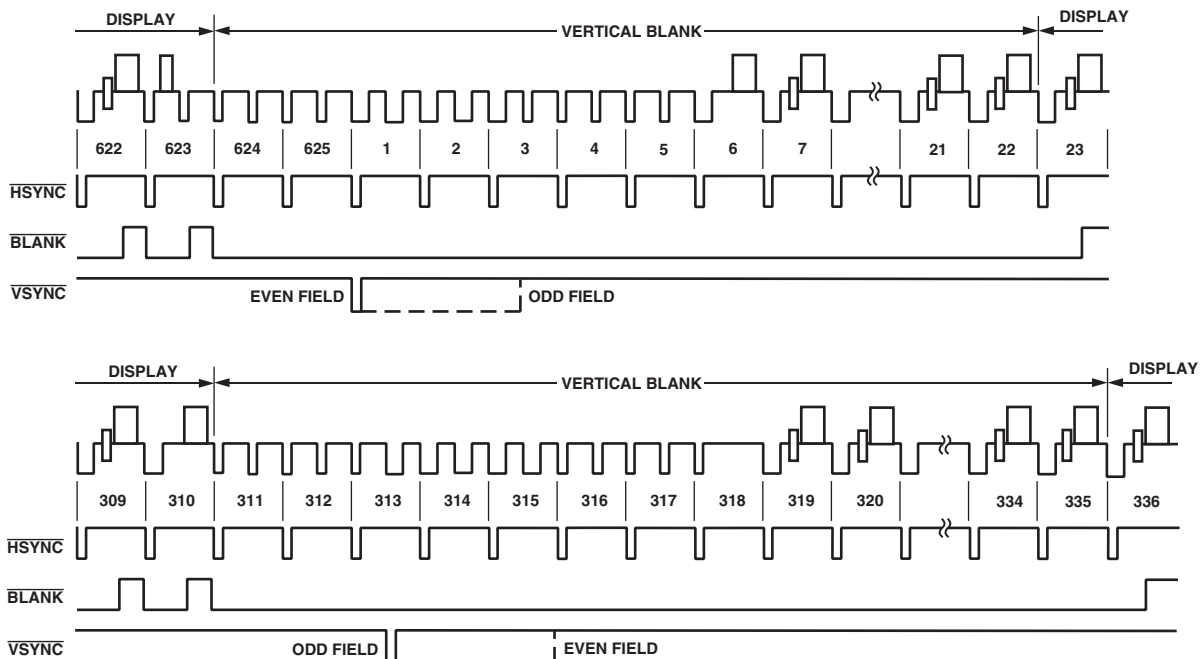 DISPLAY VERTICAL BLANK DISPLAY
622 623 624 625 1 2 3 4 5 6 7 21 22 23
HSYNC
BLANK
VSYNC EVEN FIELD ODD FIELD
DISPLAY VERTICAL BLANK DISPLAY
309 310 311 312 313 314 315 316 317 318 319 320 334 335 336
HSYNC
BLANK
VSYNC ODD FIELD EVEN FIELD